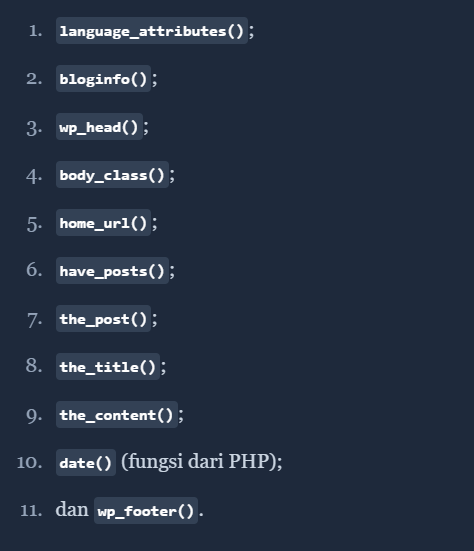 1. language_attributes();
2. bloginfo();
3. wp_head();
4. body_class();
5. home_url();
6. have_posts();
7. the_post();
8. the_title();
9. the_content();
10. date() (fungsi dari PHP);
11. dan wp_footer().